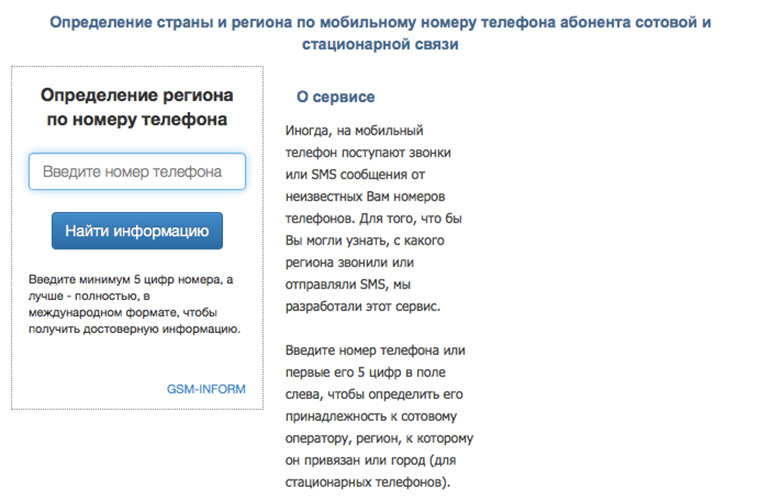 Определение страны и региона по мобильному номеру телефона абонента сотовой и
стационарной связи
Определение региона
по номеру телефона
Введите номер телефона
Найти информацию
Введите минимум 5 цифр номера, а
лучше - полностью, в
международном формате, чтобы
получить достоверную информацию.
GSM-INFORM
О сервисе
Иногда, на мобильный
телефон поступают звонки
или SMS сообщения от
неизвестных Вам номеров
телефонов. Для того, что бы
Вы могли узнать, с какого
региона звонили или
отправляли SMS, мы
разработали этот сервис.
Введите номер телефона или
первые его 5 цифр в поле
слева, чтобы определить его
принадлежность к сотовому
оператору, регион, к которому
он привязан или город (для
стационарных телефонов).